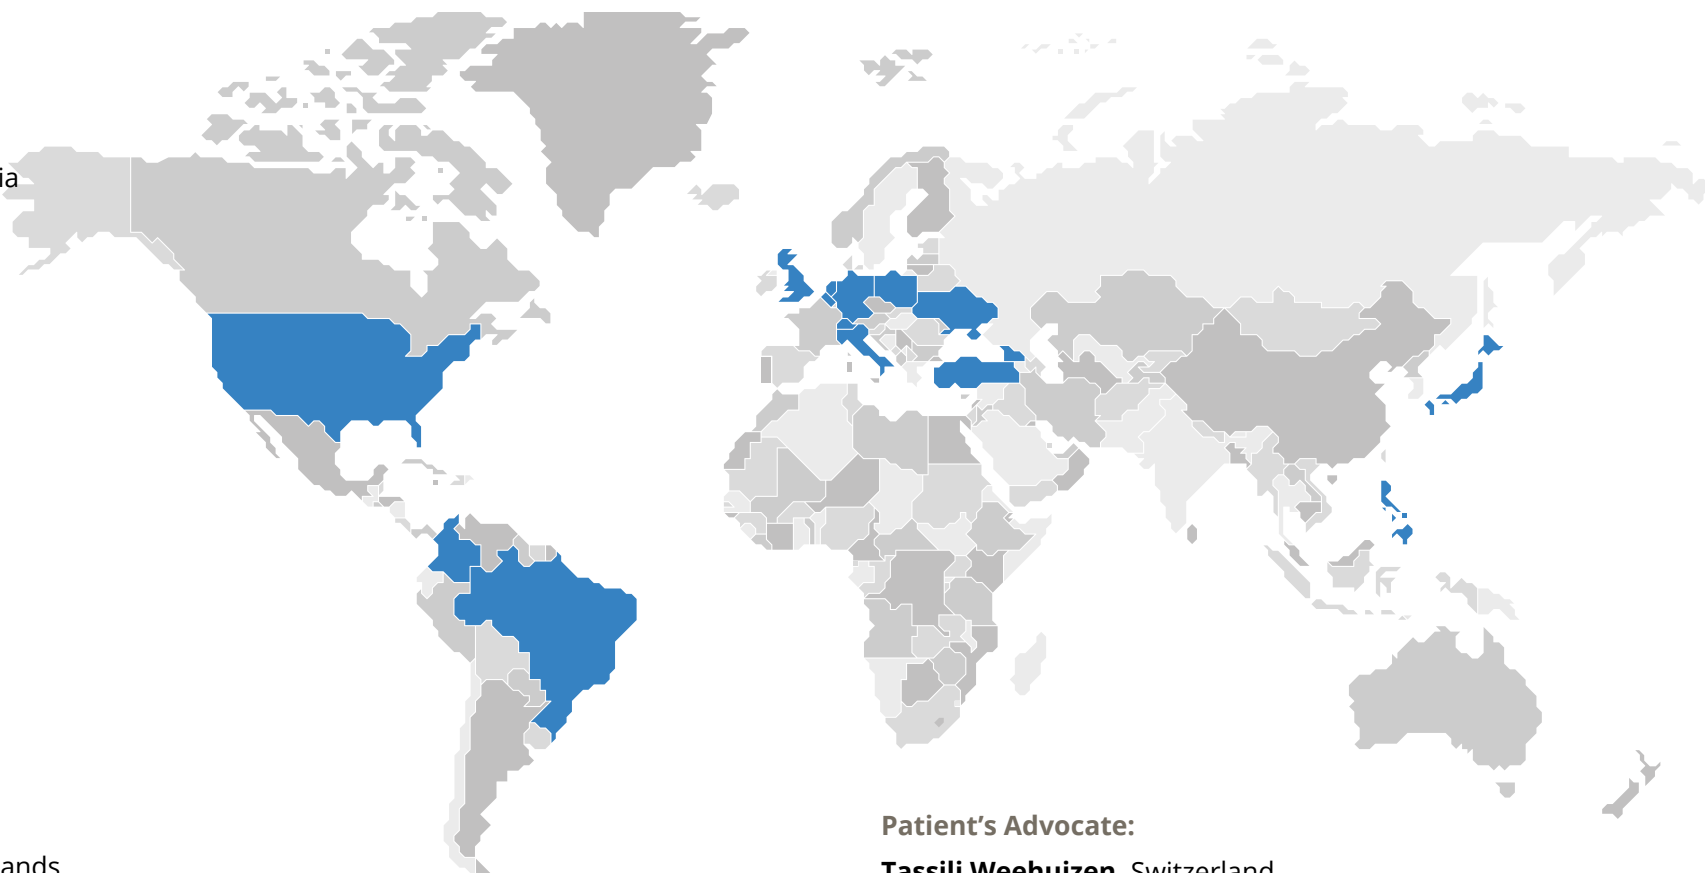 ia
Patient’s Advocate:
ands
Tassili Weehuizen, Switzerland